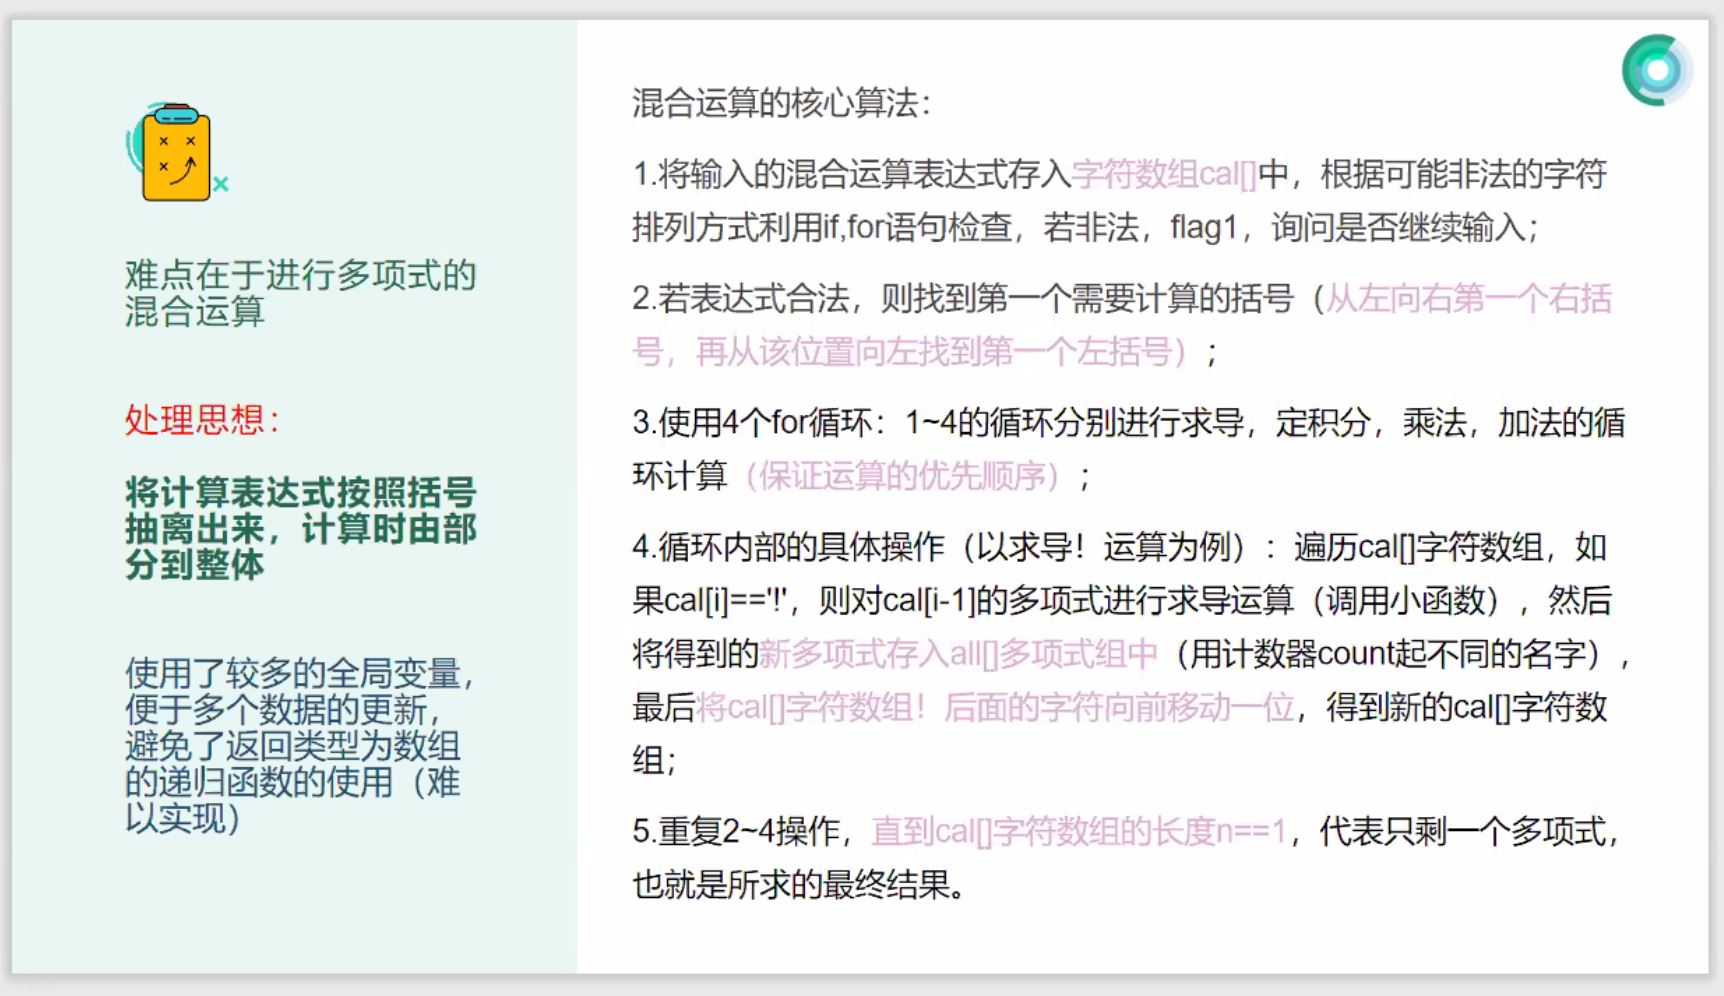 难点在于进行多项式的
混合运算
处理思想：
将计算表达式按照括号
抽离出来，计算时由部
分到整体
使用了较多的全局变量，
便于多个数据的更新，
避免了返回类型为数组
的递归函数的使用（难
以实现）
混合运算的核心算法：
1.将输入的混合运算表达式存入字符数组cal[]中，根据可能非法的字符
排列方式利用if,for语句检查，若非法，flag1，询问是否继续输入；
2.若表达式合法，则找到第一个需要计算的括号（从左向右第一个右括
号，再从该位置向左找到第一个左括号）；
3.使用4个for循环：1~4的循环分别进行求导，定积分，乘法，加法的循
环计算（保证运算的优先顺序）；
4.循环内部的具体操作（以求导！运算为例）：遍历cal[]字符数组，如
果cal[i]=='!'，则对cal[i-1]的多项式进行求导运算（调用小函数），然后
将得到的新多项式存入all[]多项式组中（用计数器count起不同的名字），
最后将cal[]字符数组！后面的字符向前移动一位，得到新的cal[]字符数
组；
5.重复2~4操作，直到cal[]字符数组的长度n==1，代表只剩一个多项式，
也就是所求的最终结果。